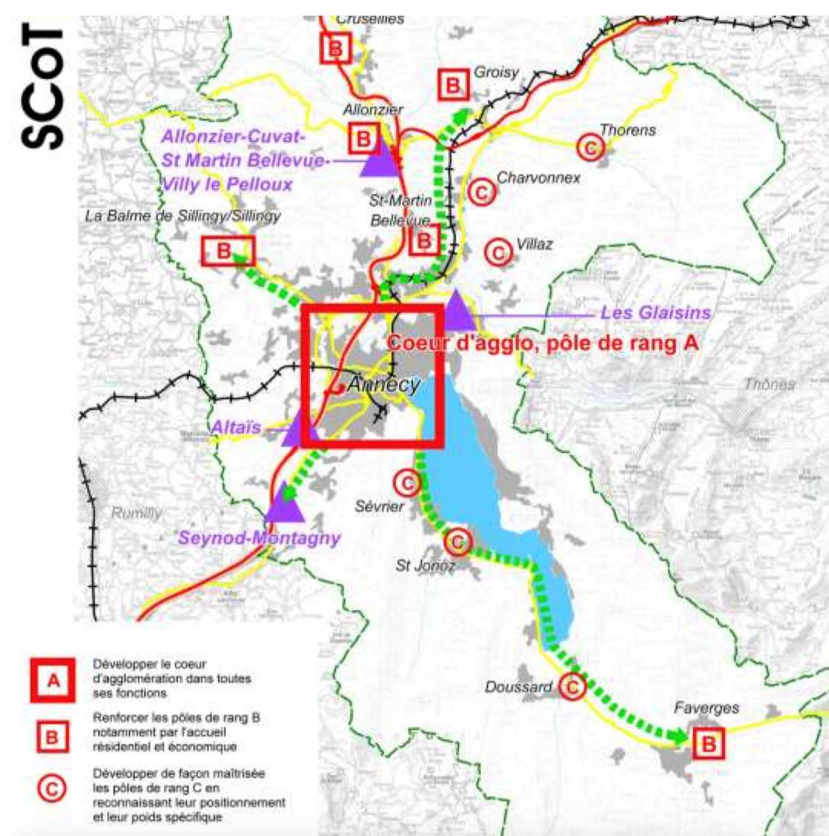 SCoT
Cruseilles
B
B
Groisy
Allonzier
B
Thorens
C
Allonzier-Cuvat-
St Martin Bellevue-
Villy le Pelloux
Charvonnex
C
St-Martin
Bellevue
La Balme de Sillingy/Sillingy
B
B
Villaz
C
Les Glaisins
Coeur d'agglo, pôle de rang A
Annecy
Thônes
Altaïs
C
Sévrier
Rumilly
Seynod-Montagny
C
St Jorioz
Doussard
C
Faverges
B
A
Développer le coeur
d'agglomération dans toutes
ses fonctions
B
Renforcer les pôles de rang B
notamment par l'accueil
résidentiel et économique
C
Développer de façon maîtrisée
les pôles de rang C en
reconnaissant leur positionnement
et leur poids spécifique